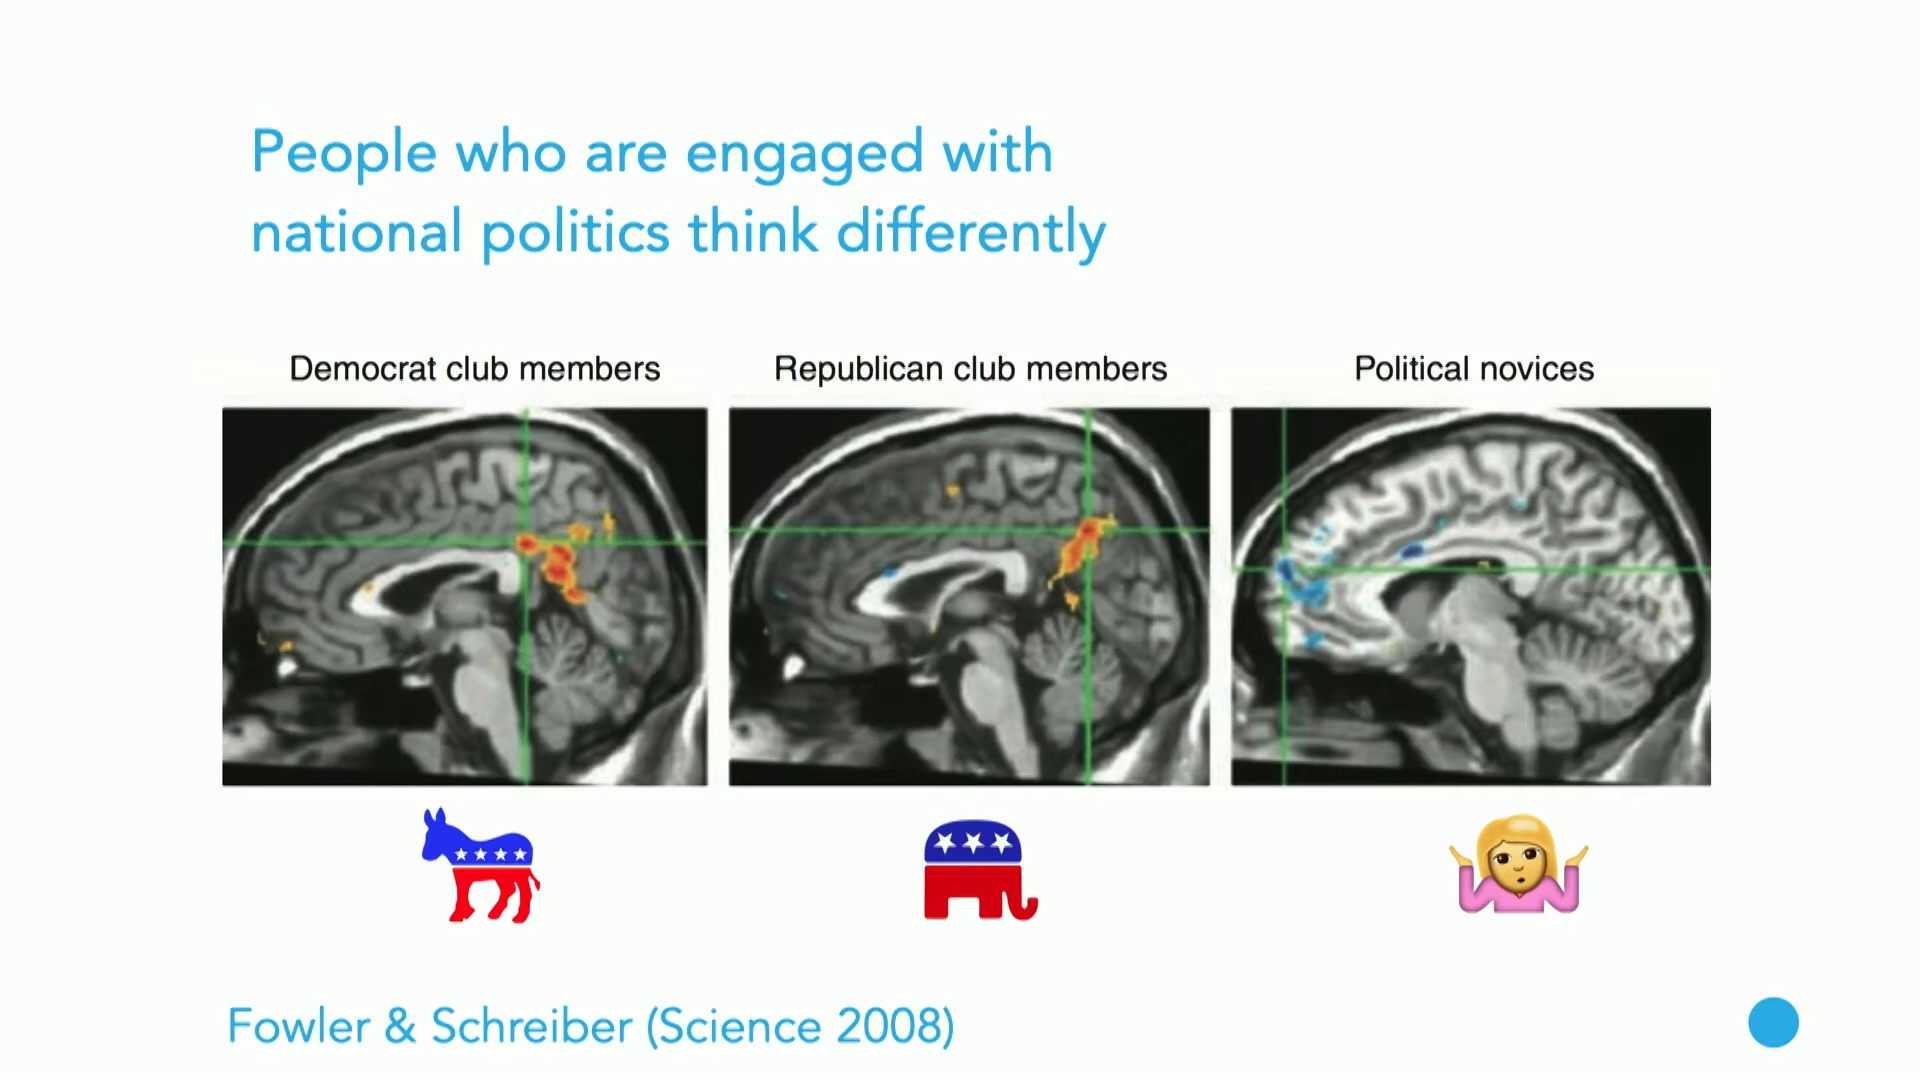 People who are engaged with
national politics think differently
Democrat club members
Republican club members
Political novices
Fowler & Schreiber (Science 2008)